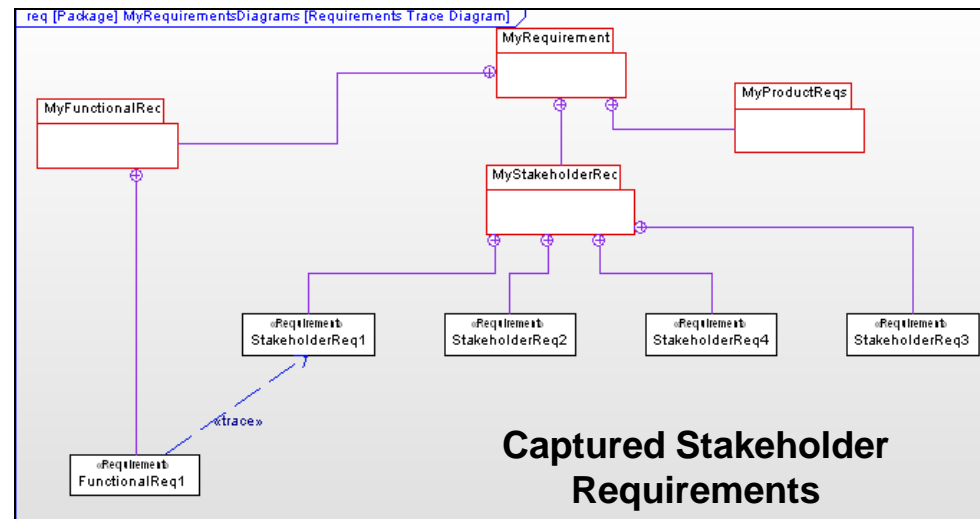 req [Package] MyRequirementsDiagrams [Requirements Trace Diagram]
MyRequirement
MyFunctionalRec
MyProductReqs
MyStakeholderRec
«Requirement»
StakeholderReq1
«Requirement»
StakeholderReq2
«Requirement»
StakeholderReq4
«Requirement»
StakeholderReq3
«trace»
«Requirement»
FunctionalReq1
Captured Stakeholder
Requirements